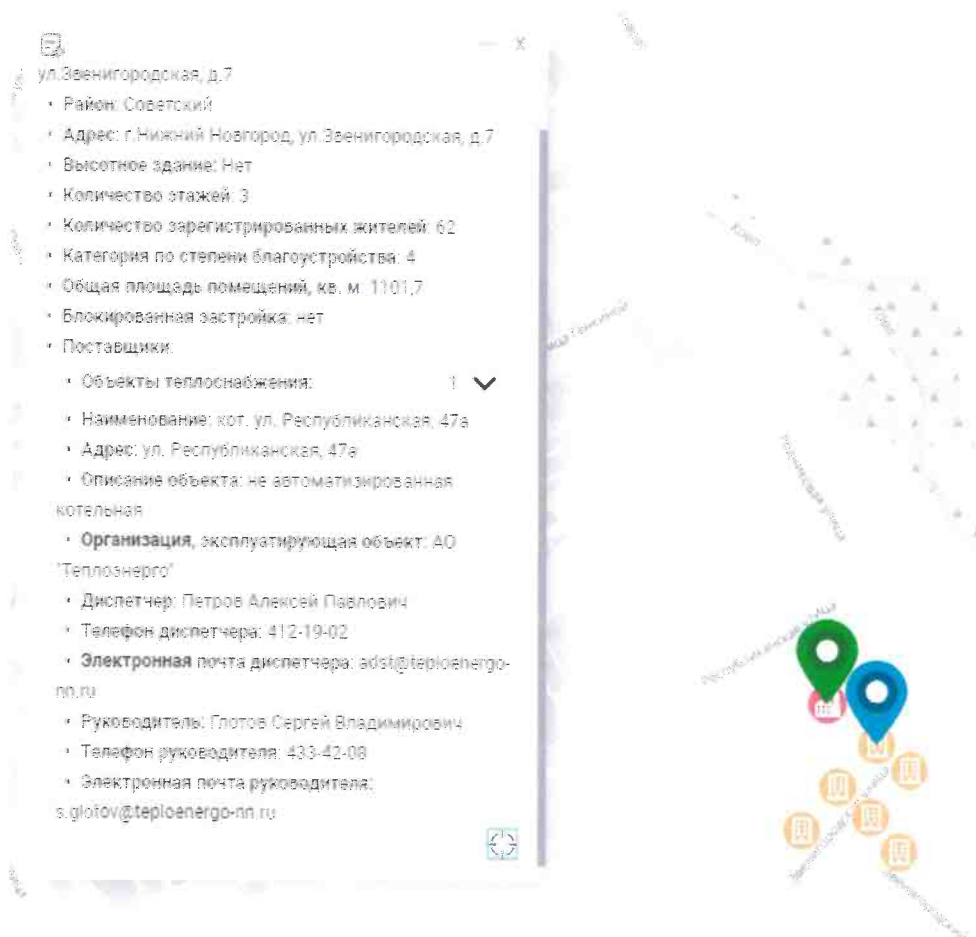 ул.Звенигородская, д.7
• Район: Советский
• Адрес: г.Нижний Новгород, ул.Звенигородская, д.7
• Высотное здание: Нет
• Количество этажей: 3
• Количество зарегистрированных жителей: 62
• Категория по степени благоустройства: 4
• Общая площадь помещений, кв. м: 1101,7
• Блокированная застройка: нет
• Поставщики:
• Объекты теплоснабжения: 1
• Наименование: кот. ул. Республиканская, 47а
• Адрес: ул. Республиканская, 47а
• Описание объекта: не автоматизированная
котельная
• Организация, эксплуатирующая объект: АО
"Теплоэнерго"
• Диспетчер: Петров Алексей Павлович
• Телефон диспетчера: 412-19-02
• Электронная почта диспетчера: adst@teploenergo-
nn.ru
• Руководитель: Глотов Сергей Владимирович
• Телефон руководителя: 433-42-08
• Электронная почта руководителя:
s.glotov@teploenergo-nn.ru
Республиканская улица
улица